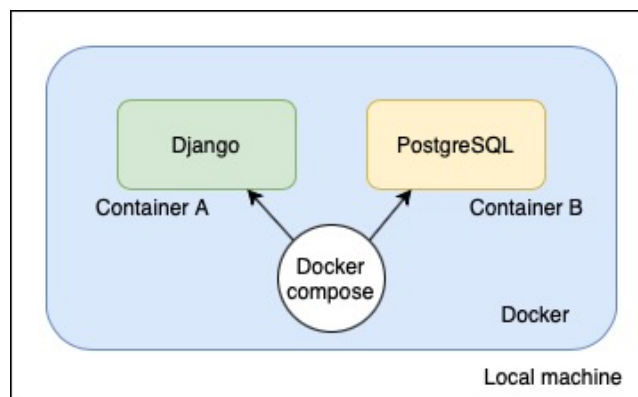 Django
PostgreSQL
Container A
Container B
Docker
compose
Docker
Local machine